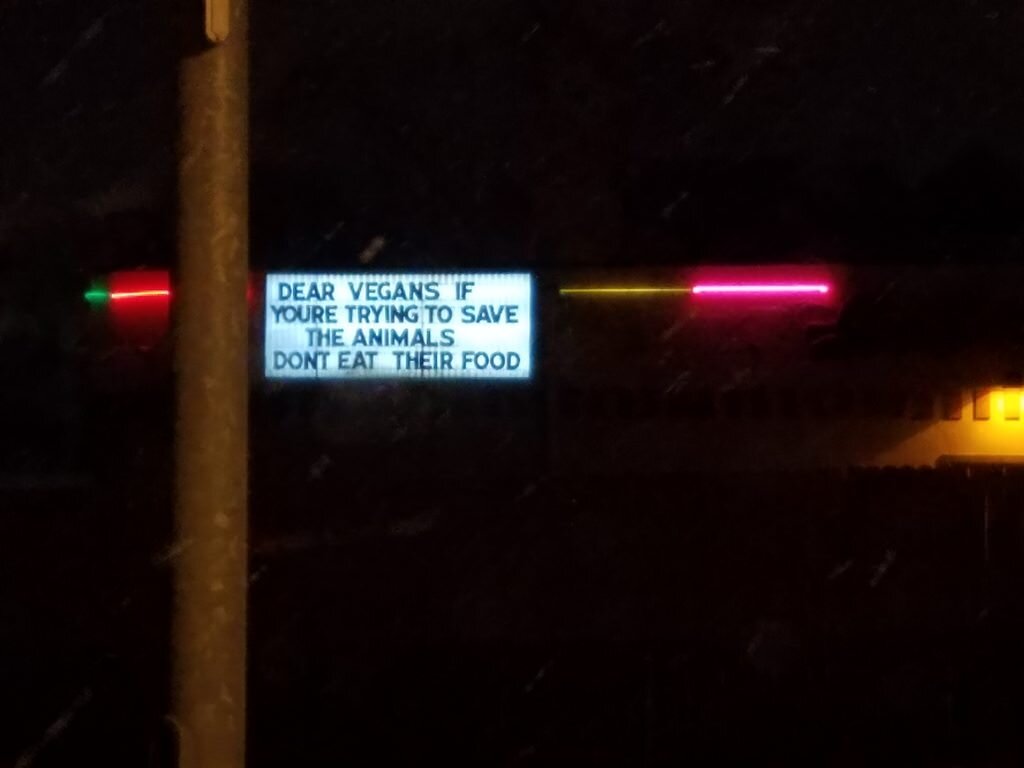 DEAR VEGANS IF
YOURE TRYING TO SAVE
THE ANIMALS
DONT EAT THEIR FOOD